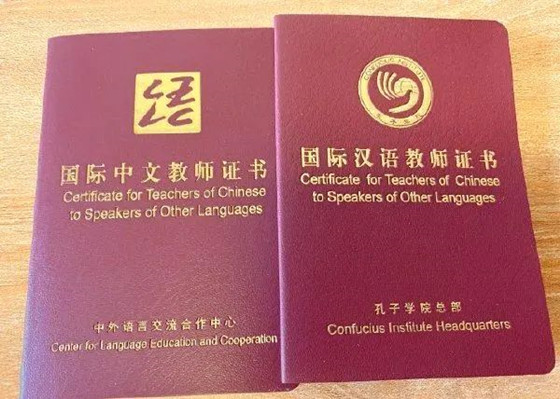 国际中文教师证书
Certificate for Teachers of Chinese
to Speakers of Other Languages
中外语言交流合作中心
Center for Language Education and Cooperation
CONFUCIUS INSTITUTE
国际汉语教师证书
Certificate for Teachers of Chinese
to Speakers of Other Languages
孔子学院总部
Confucius Institute Headquarters